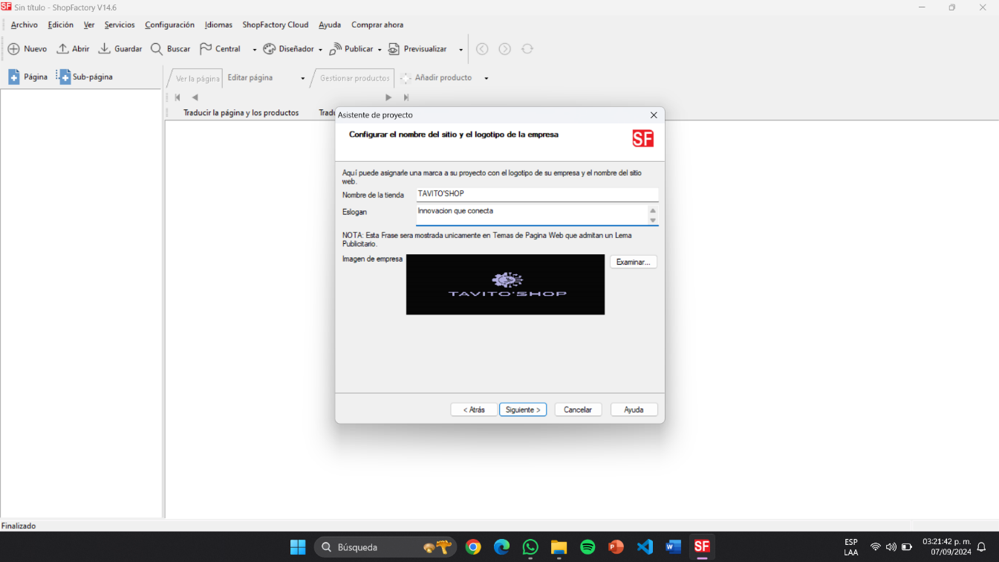 SF Sin título - ShopFactory V14.6
Archivo Edición Ver Servicios Configuración Idiomas ShopFactory Cloud Ayuda Comprar ahora
Nuevo Abrir Guardar Buscar Central Diseñador Publicar Previsualizar
Página Sub-página Ver la página Editar página Gestionar productos Añadir producto
Traducir la página y los productos Tradu
Asistente de proyecto
Configurar el nombre del sitio y el logotipo de la empresa
SF
Aquí puede asignarle una marca a su proyecto con el logotipo de su empresa y el nombre del sitio
web.
Nombre de la tienda TAVITO'SHOP
Eslogan Innovacion que conecta
NOTA: Esta Frase sera mostrada unicamente en Temas de Pagina Web que admitan un Lema
Publicitario.
Imagen de empresa Examinar...
TAVITO'SHOP
< Atrás Siguiente > Cancelar Ayuda
Finalizado
Búsqueda
P
W
SF
ESP
LAA
03:21:42 p. m.
07/09/2024